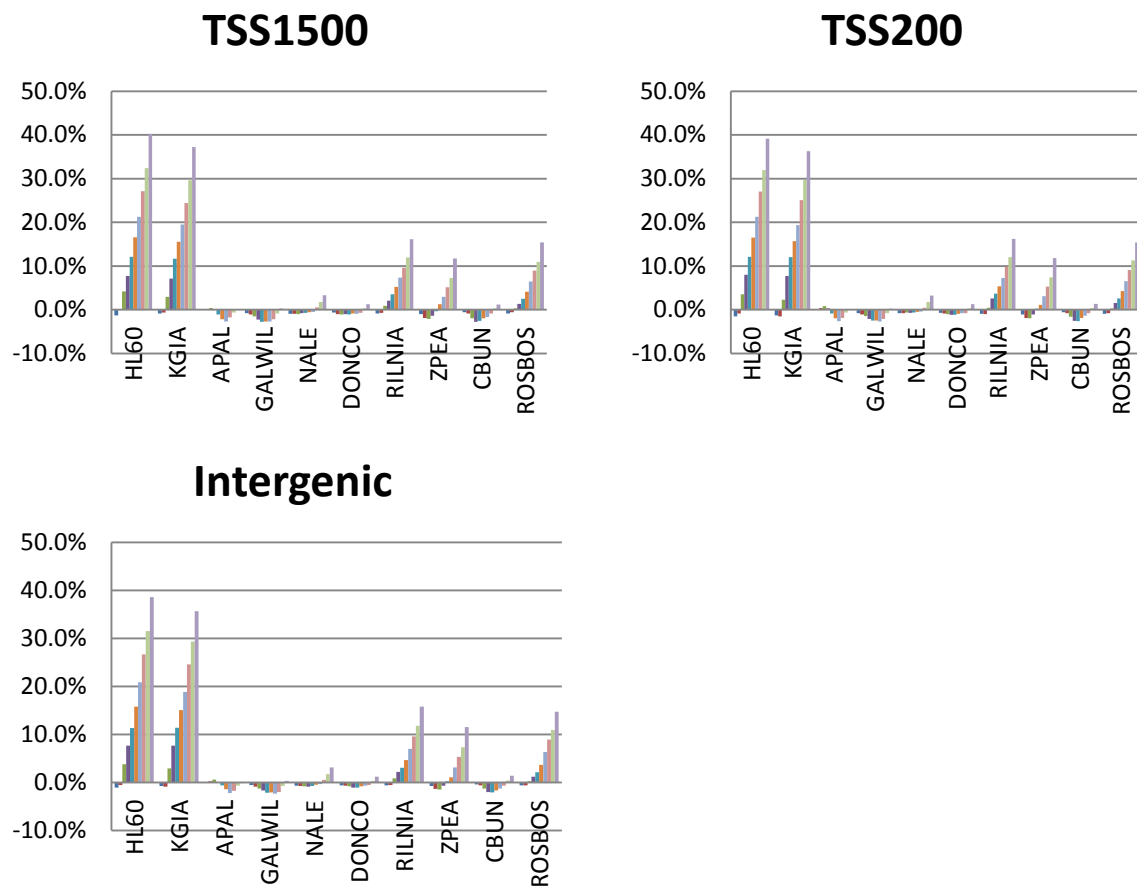 TSS1500
50.0%
40.0%
30.0%
20.0%
10.0%
0.0%
-10.0%
HL60
KGIA
APAL
GALWIL
NALE
DONCO
RILNIA
ZPEA
CBUN
ROSBOS
TSS200
50.0%
40.0%
30.0%
20.0%
10.0%
0.0%
-10.0%
HL60
KGIA
APAL
GALWIL
NALE
DONCO
RILNIA
ZPEA
CBUN
ROSBOS
Intergenic
50.0%
40.0%
30.0%
20.0%
10.0%
0.0%
-10.0%
HL60
KGIA
APAL
GALWIL
NALE
DONCO
RILNIA
ZPEA
CBUN
ROSBOS